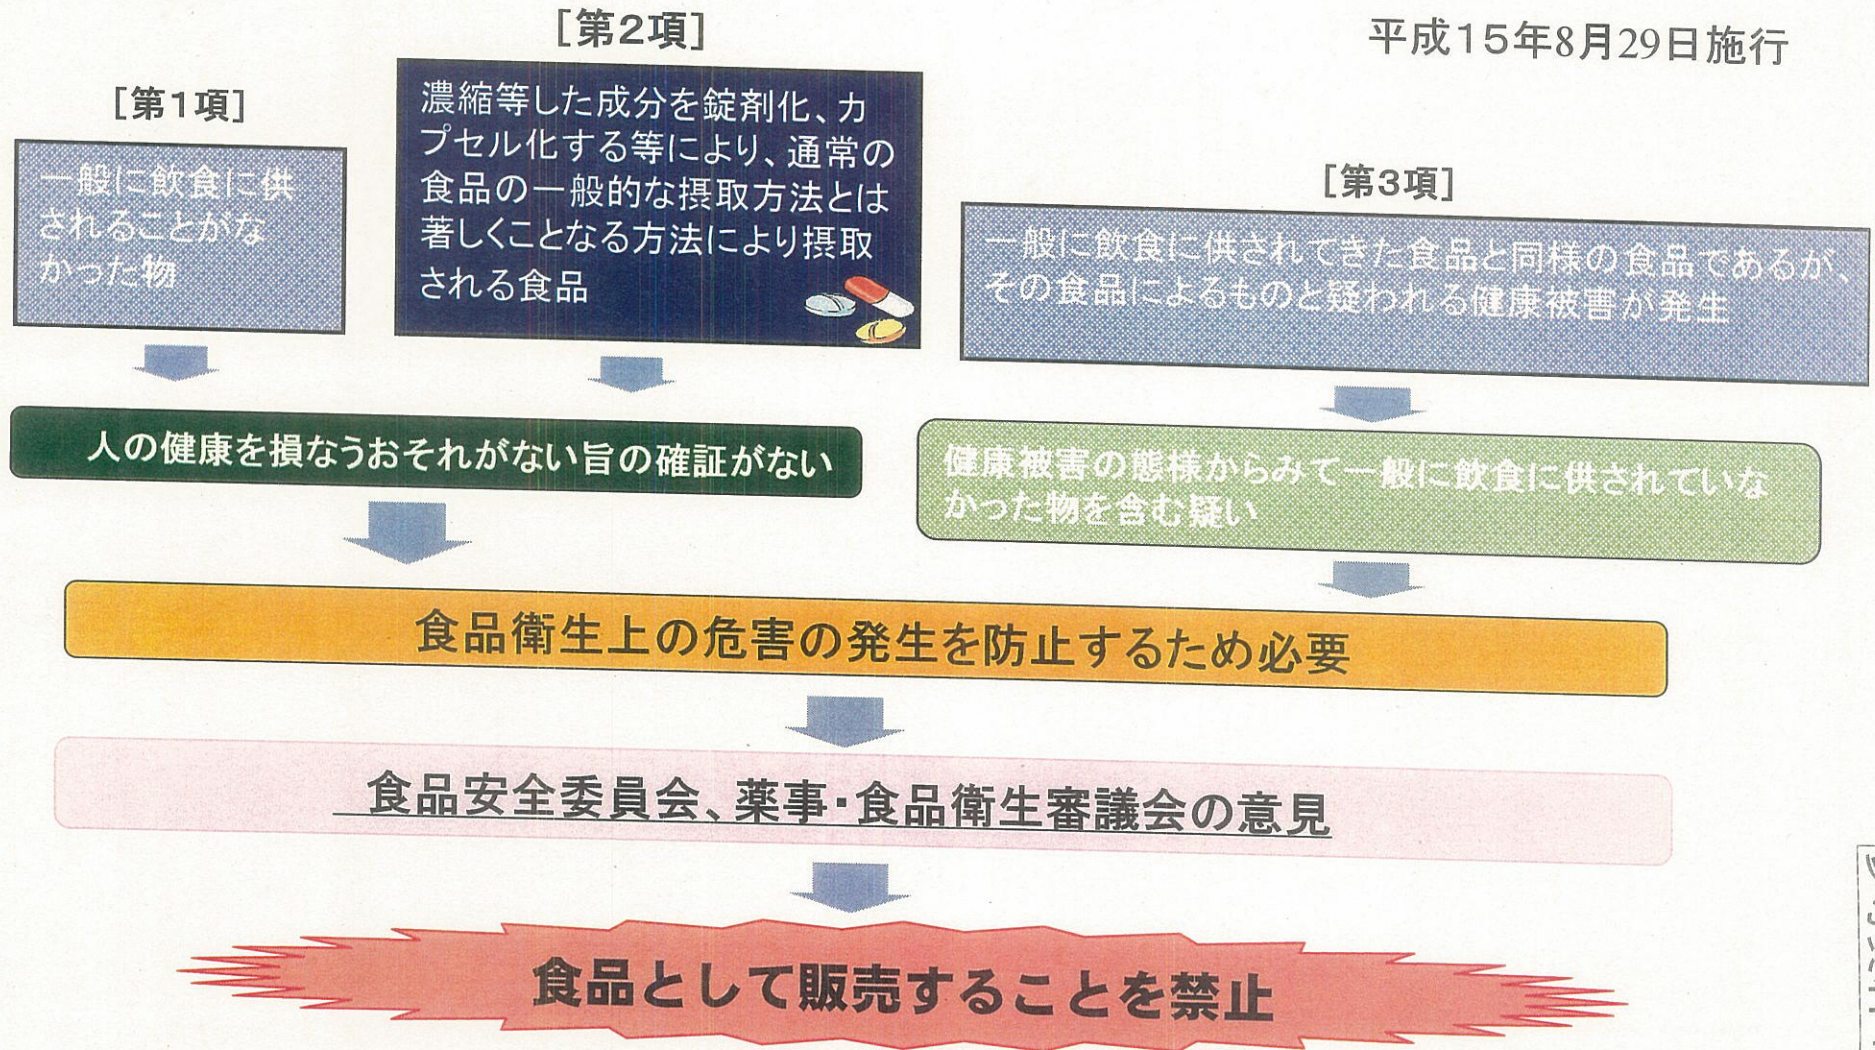 平成15年8月29日施行
[第1項]
一般に飲食に供
されることがな
かった物
[第2項]
濃縮等した成分を錠剤化、カ
プセル化する等により、通常の
食品の一般的な摂取方法とは
著しくことなる方法により摂取
される食品
[第3項]
一般に飲食に供されてきた食品と同様の食品であるが、
その食品によるものと疑われる健康被害が発生
人の健康を損なうおそれがない旨の確証がない
健康被害の態様からみて一般に飲食に供されていな
かった物を含む疑い
食品衛生上の危害の発生を防止するため必要
食品安全委員会、薬事・食品衛生審議会の意見
食品として販売することを禁止